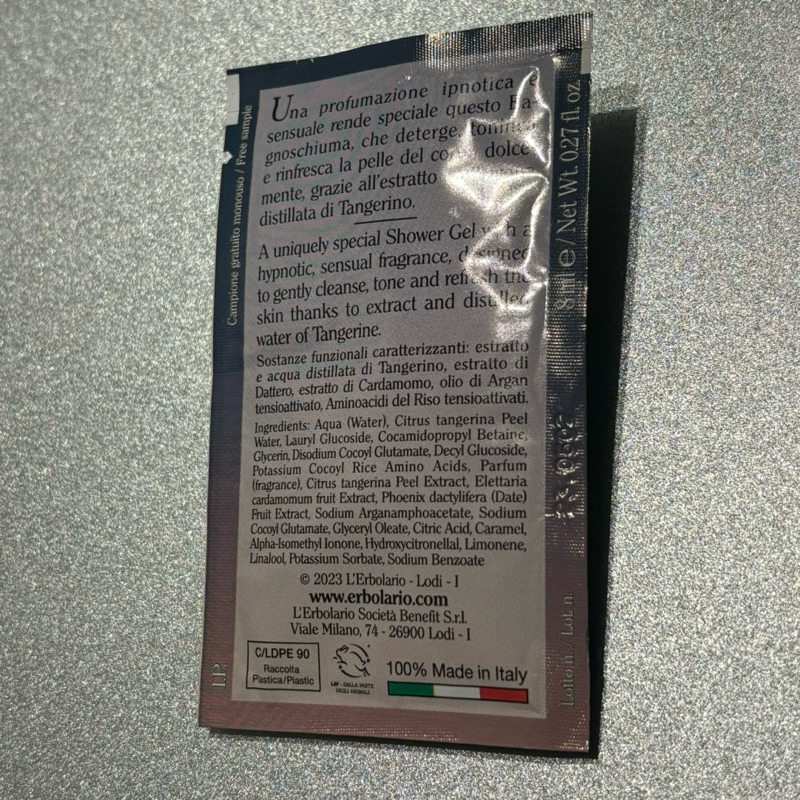 Una profumazione ipnotica e
sensuale rende speciale questo Ba-
gnoschiuma, che deterge, tonifica
e rinfresca la pelle del dolce
mente, grazie all'estratto
distillata di Tangerino.
A uniquely special Shower Gel with a
hypnotic, sensual fragrance, designed
to gently cleanse, tone and refresh the
skin thanks to extract and distilled
water of Tangerine.
Sostanze funzionali caratterizzanti: estratto
e acqua distillata di Tangerino, estratto di
Dattero, estratto di Cardamomo, olio di Argan
tensioattivato, Aminoacidi del Riso tensioattivati.
Ingredients: Aqua (Water), Citrus tangerina Peel
Water, Lauryl Glucoside, Cocamidopropyl Betaine,
Glycerin, Disodium Cocoyl Glutamate, Decyl Glucoside,
Potassium Cocoyl Rice Amino Acids, Parfum
(fragrance), Citrus tangerina Peel Extract, Elettaria
cardamomum fruit Extract, Phoenix dactylifera (Date)
Fruit Extract, Sodium Arganamphoacetate, Sodium
Cocoyl Glutamate, Glyceryl Oleate, Citric Acid, Caramel,
Alpha-Isomethyl Ionone, Hydroxycitronellal, Limonene,
Linalool, Potassium Sorbate, Sodium Benzoate
© 2023 L'Erbolario - Lodi - I
www.erbolario.com
L'Erbolario Società Benefit S.r.l.
Viale Milano, 74 - 26900 Lodi - I
C/LDPE 90
Raccolta
Plastica/Plastic
LAV - DALLA PARTE
DEGLI ANIMALI
100% Made in Italy
Campione gratuito monouso / Free sample
I.P.
8 ml e / Net Wt. 0.27 fl. oz.
Lotto n. / Lot n.